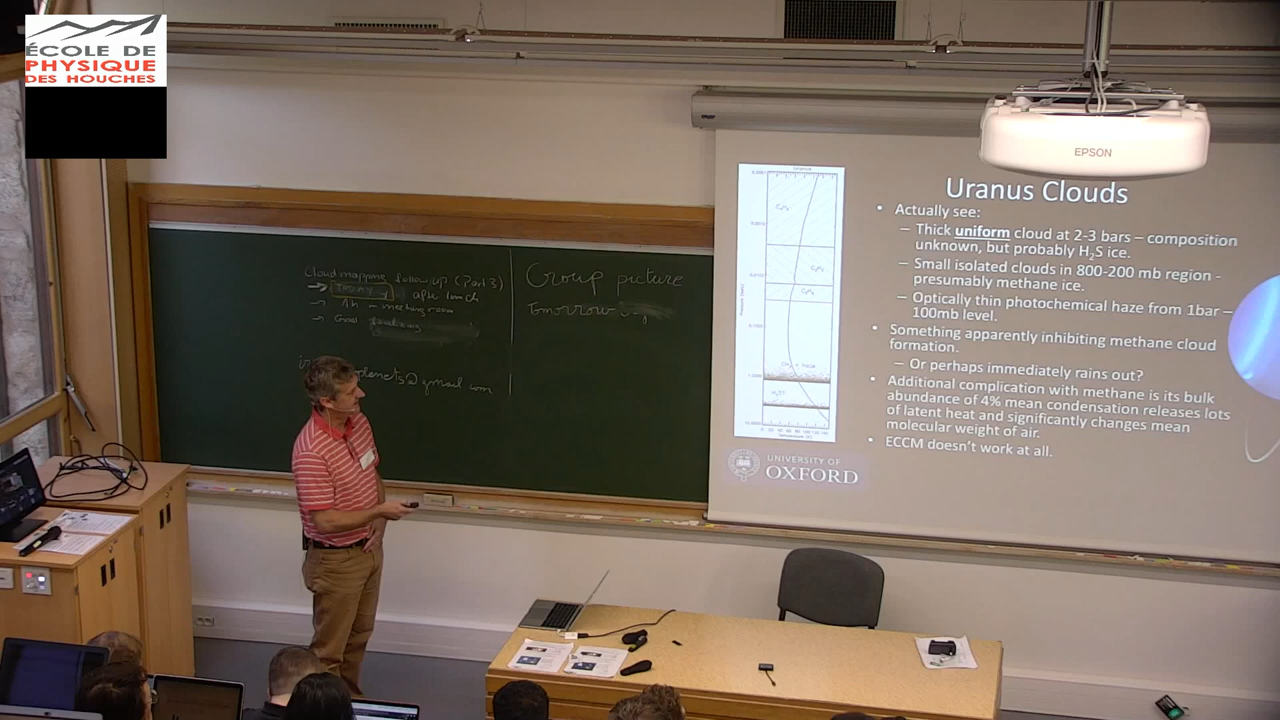 ÉCOLE DE
PHYSIQUE
DES HOUCHES
EPSON
Cloud mapping follow up (Part 3)
→ TODAY after lunch
→ 1h - meeting room
→ Goal
planets@gmail.com
Group picture
Tomorrow
Uranus Clouds
• Actually see:
– Thick uniform cloud at 2-3 bars – composition
unknown, but probably H₂S ice.
– Small isolated clouds in 800-200 mb region -
presumably methane ice.
– Optically thin photochemical haze from 1bar –
100mb level.
• Something apparently inhibiting methane cloud
formation.
– Or perhaps immediately rains out?
• Additional complication with methane is its bulk
abundance of 4% mean condensation releases lots
of latent heat and significantly changes mean
molecular weight of air.
• ECCM doesn't work at all.
UNIVERSITY OF
OXFORD